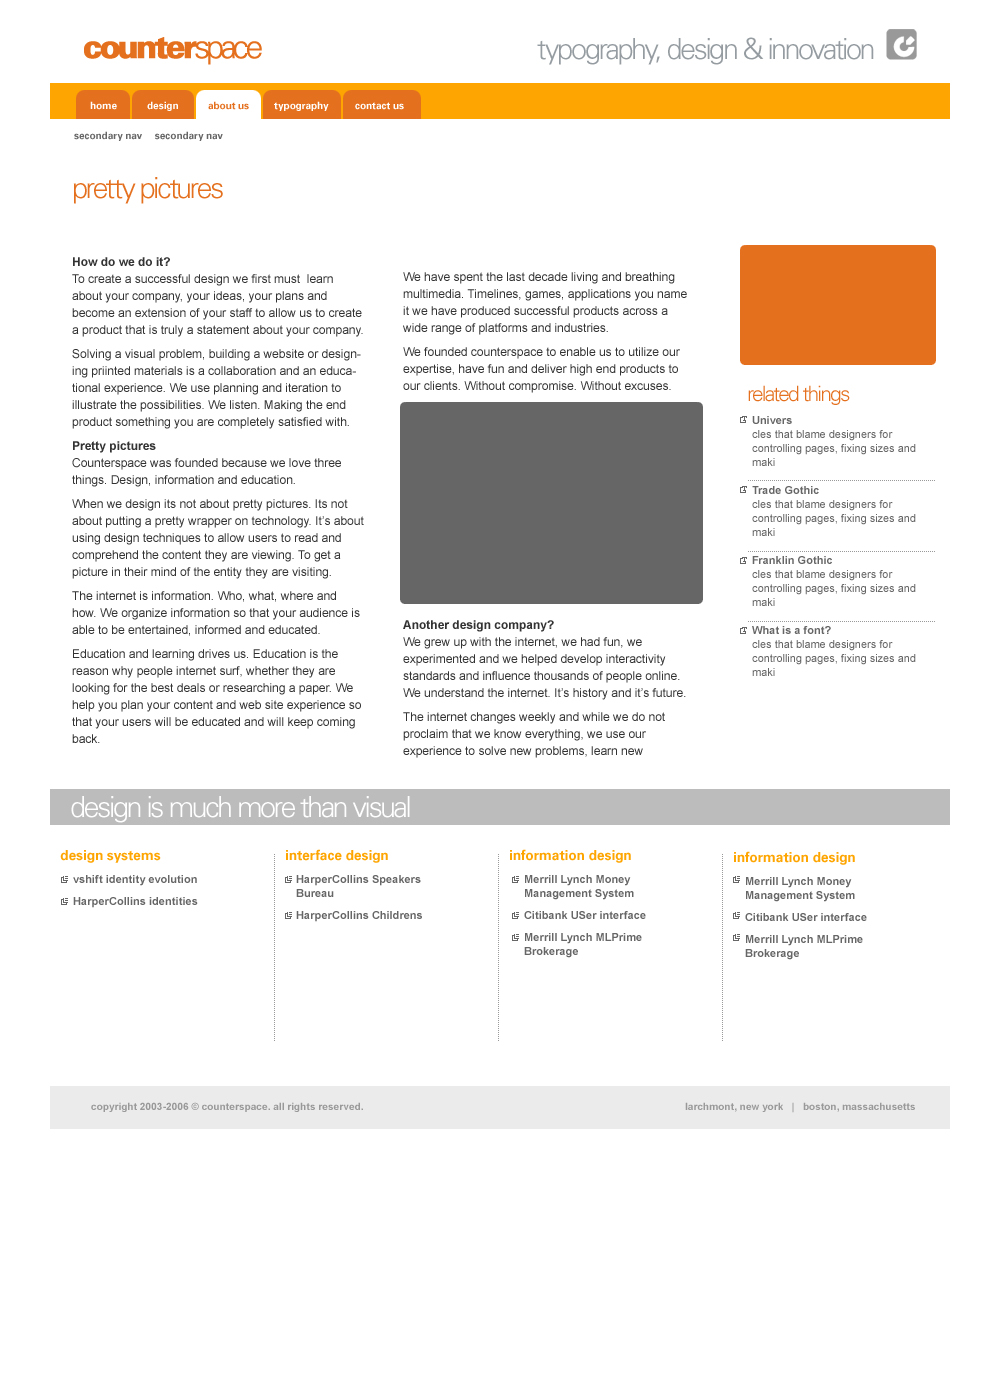 counterspace
typography, design & innovation
home
design
about us
typography
contact us
secondary nav
secondary nav
pretty pictures
How do we do it?
To create a successful design we first must  learn
about your company, your ideas, your plans and
become an extension of your staff to allow us to create
a product that is truly a statement about your company.
Solving a visual problem, building a website or design-
ing priinted materials is a collaboration and an educa-
tional experience. We use planning and iteration to
illustrate the possibilities. We listen. Making the end
product something you are completely satisfied with.
Pretty pictures
Counterspace was founded because we love three
things. Design, information and education.
When we design its not about pretty pictures. Its not
about putting a pretty wrapper on technology. It's about
using design techniques to allow users to read and
comprehend the content they are viewing. To get a
picture in their mind of the entity they are visiting.
The internet is information. Who, what, where and
how. We organize information so that your audience is
able to be entertained, informed and educated.
Education and learning drives us. Education is the
reason why people internet surf, whether they are
looking for the best deals or researching a paper. We
help you plan your content and web site experience so
that your users will be educated and will keep coming
back.
We have spent the last decade living and breathing
multimedia. Timelines, games, applications you name
it we have produced successful products across a
wide range of platforms and industries.
We founded counterspace to enable us to utilize our
expertise, have fun and deliver high end products to
our clients. Without compromise. Without excuses.
Another design company?
We grew up with the internet, we had fun, we
experimented and we helped develop interactivity
standards and influence thousands of people online.
We understand the internet. It's history and it's future.
The internet changes weekly and while we do not
proclaim that we know everything, we use our
experience to solve new problems, learn new
related things
Univers
cles that blame designers for
controlling pages, fixing sizes and
maki
Trade Gothic
cles that blame designers for
controlling pages, fixing sizes and
maki
Franklin Gothic
cles that blame designers for
controlling pages, fixing sizes and
maki
What is a font?
cles that blame designers for
controlling pages, fixing sizes and
maki
design is much more than visual
design systems
vshift identity evolution
HarperCollins identities
interface design
HarperCollins Speakers
Bureau
HarperCollins Childrens
information design
Merrill Lynch Money
Management System
Citibank USer interface
Merrill Lynch MLPrime
Brokerage
information design
Merrill Lynch Money
Management System
Citibank USer interface
Merrill Lynch MLPrime
Brokerage
copyright 2003-2006 © counterspace. all rights reserved.
larchmont, new york | boston, massachusetts